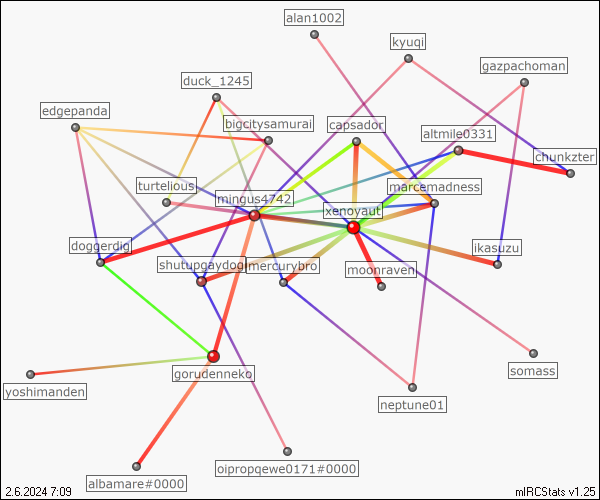 alan1002
kyuqi
gazpachoman
duck_1245
edgepanda
bigcitysamurai
capsador
altmile0331
chunkzter
turtelious
marcemadness
mingus4742
xenoyaut
doggerdig
ikasuzu
shutupgaydog
mercurybro
moonraven
somass
gorudenneko
yoshimanden
neptune01
oipropqewe0171#0000
albamare#0000
2.6.2024 7:09
mIRCStats v1.25